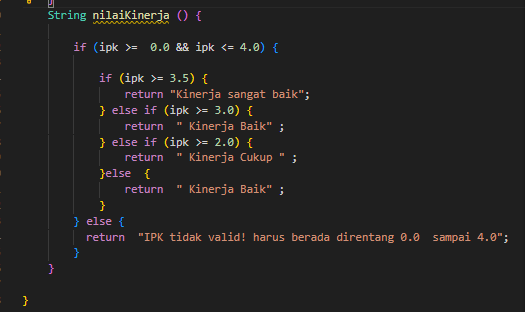 }
String nilaiKinerja () {
if (ipk >=  0.0 && ipk <= 4.0) {
if (ipk >= 3.5) {
return "Kinerja sangat baik";
} else if (ipk >= 3.0) {
return  " Kinerja Baik" ;
} else if (ipk >= 2.0) {
return  " Kinerja Cukup " ;
}else  {
return  " Kinerja Baik" ;
}
} else {
return  "IPK tidak valid! harus berada direntang 0.0  sampai 4.0";
}
}
}